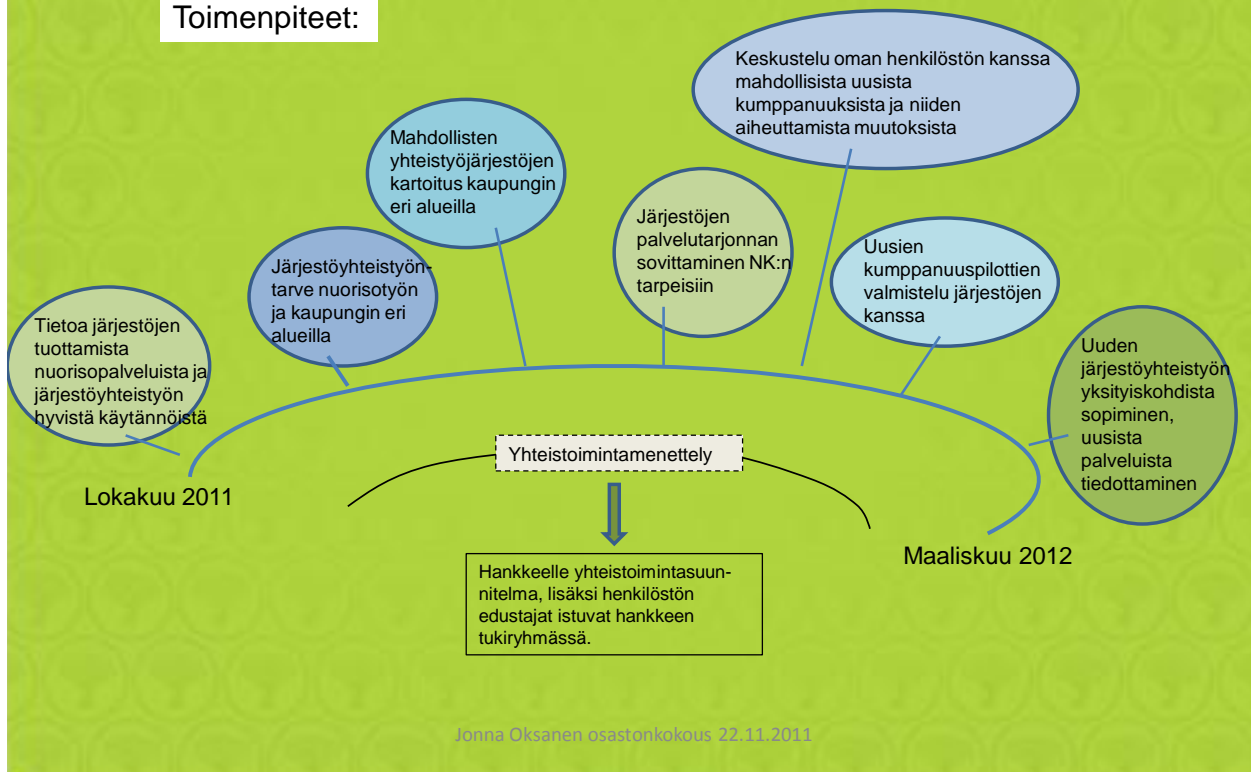 Toimenpiteet:
Tietoa järjestöjen
tuottamista
nuorisopalveluista ja
järjestöyhteistyön
hyvistä käytännöistä
Järjestöyhteistyön-
tarve nuorisotyön
ja kaupungin eri
alueilla
Mahdollisten
yhteistyöjärjestöjen
kartoitus kaupungin
eri alueilla
Järjestöjen
palvelutarjonnan
sovittaminen NK:n
tarpeisiin
Keskustelu oman henkilöstön kanssa
mahdollisista uusista
kumppanuuksista ja niiden
aiheuttamista muutoksista
Uusien
kumppanuuspilottien
valmistelu järjestöjen
kanssa
Uuden
järjestöyhteistyön
yksityiskohdista
sopiminen,
uusista
palveluista
tiedottaminen
Lokakuu 2011
Yhteistoimintamenettely
Maaliskuu 2012
Hankkeelle yhteistoimintasuun-
nitelma, lisäksi henkilöstön
edustajat istuvat hankkeen
tukiryhmässä.
Jonna Oksanen osastonkokous 22.11.2011